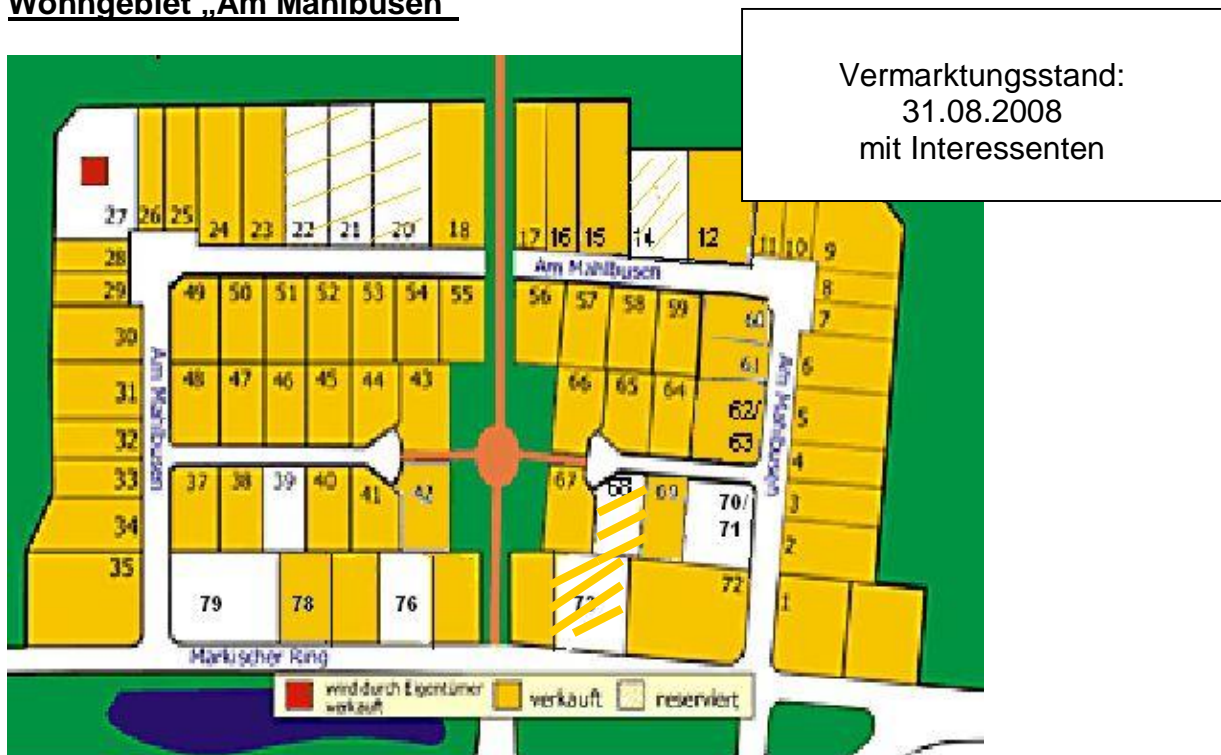 Wohngebiet „Am Mahlbusen"
Vermarktungsstand:
31.08.2008
mit Interessenten
27 26 25 24 23 22 21 20 18 17 16 15 14 12 11 10 9
28
29
30
31
32
33
34
35
8
7
6
5
4
3
2
1
Am Mahlbusen
49 50 51 52 53 54 55 56 57 58 59 60
61
48 47 46 45 44 43 66 65 64 62/
63
Am Mahlbusen
Am Mahlbusen
37 38 39 40 41 42 67 68 69 70/
71
79 78 76 73 72
Märkischer Ring
wird durch Eigentümer
verkauft
verkauft
reserviert